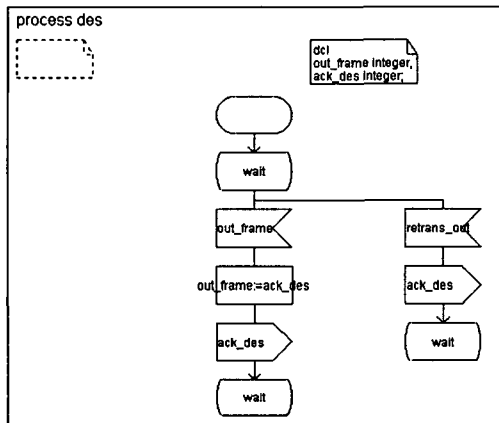 process des
dcl
out_frame integer,
ack_des integer;
wait
out_frame
retrans_out
out_frame:=ack_des
ack_des
ack_des
wait
wait